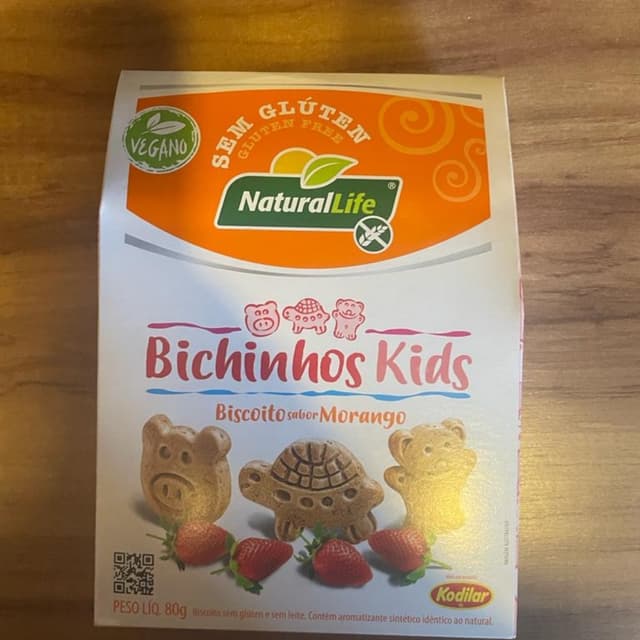 SEM GLÚTEN
GLUTEN FREE
VEGANO
NaturalLife®
Bichinhos Kids
Biscoito sabor Morango
Kodilar
PESO LÍQ. 80g Biscoito sem glúten e sem leite. Contém aromatizante sintético idêntico ao natural.